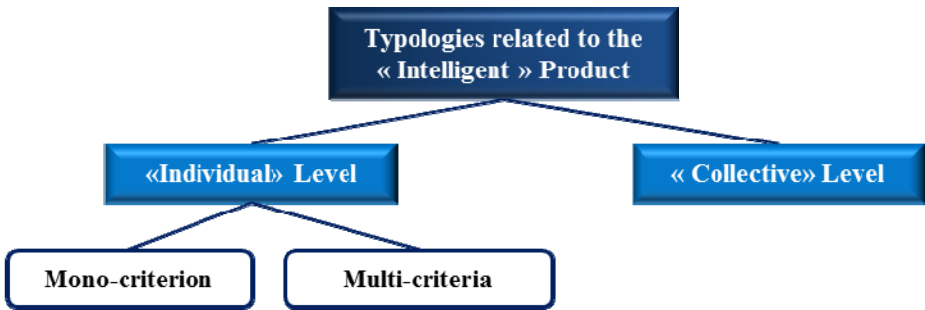 Typologies related to the
« Intelligent » Product
«Individual» Level
« Collective» Level
Mono-criterion
Multi-criteria